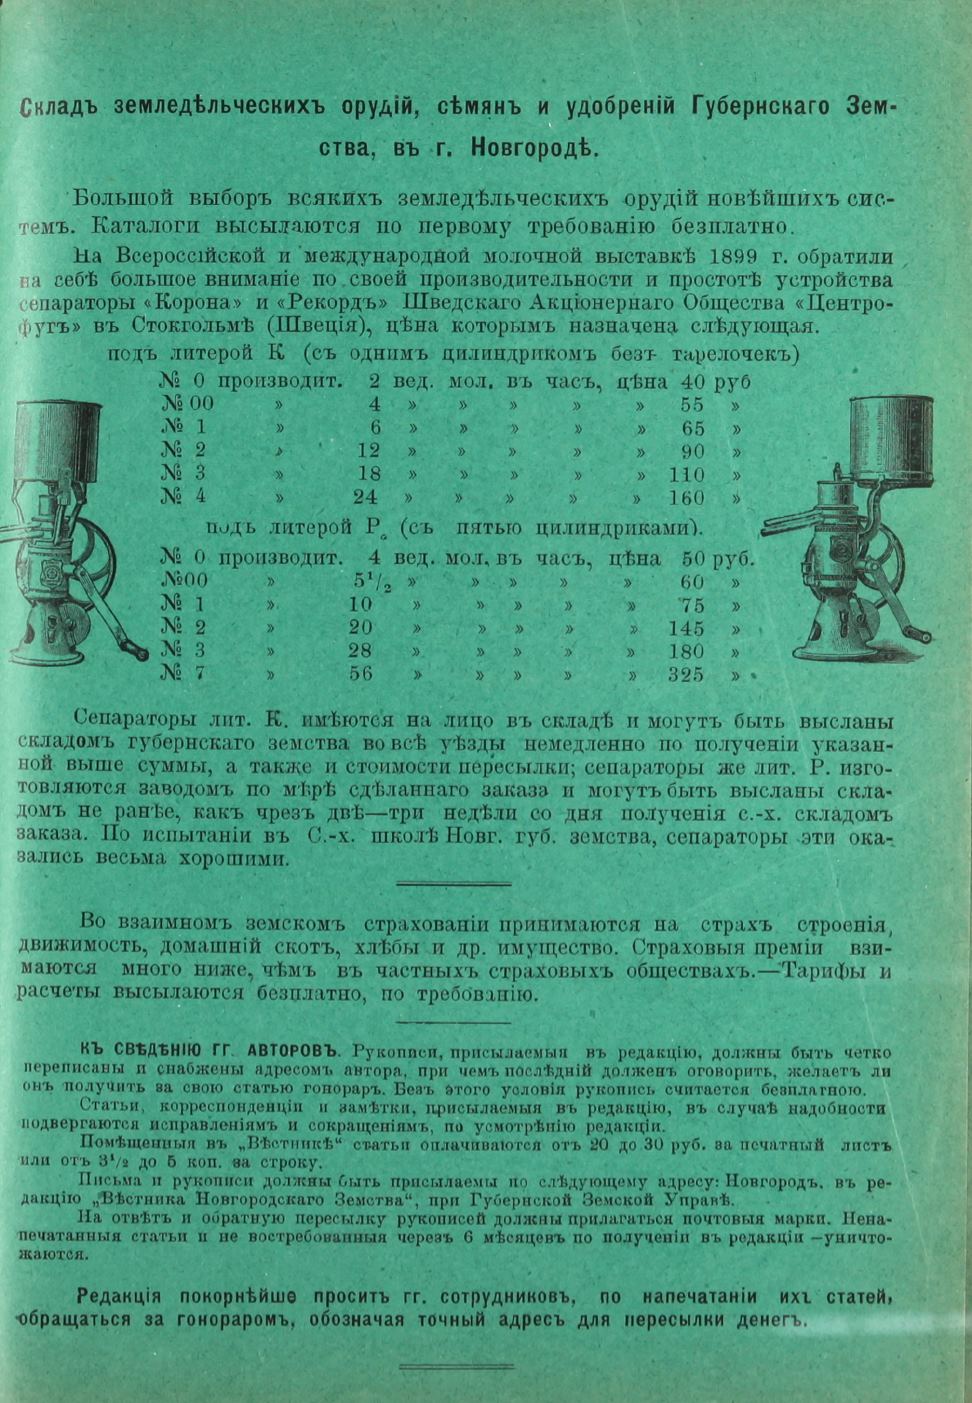 Складъ земледѣльческихъ орудій, сѣмянъ и удобреній Губернскаго Зем-
ства, въ г. Новгородѣ.
Большой выборъ всякихъ земледѣльческихъ орудій новѣйшихъ сис-
темъ. Каталоги высылаются по первому требованію безплатно.
На Всероссійской и международной молочной выставкѣ 1899 г. обратили
на себѣ большое вниманіе по своей производительности и простотѣ устройства
сепараторы «Корона» и «Рекордъ» Шведскаго Акціонернаго Общества «Центро-
фугъ» въ Стокгольмѣ (Швеція), цѣна которымъ назначена слѣдующая.
подъ литерой К (съ однимъ цилиндрикомъ безъ тарелочекъ)
№ 0 производит. 2 вед. мол. въ часъ, цѣна 40 руб
№ 00 » 4 » » » » » 55 »
№ 1 » 6 » » » » » 65 »
№ 2 » 12 » » » » » 90 »
№ 3 » 18 » » » » » 110 »
№ 4 » 24 » » » » » 160 »
подъ литерой Р. (съ пятью цилиндриками).
№ 0 производит. 4 вед. мол. въ часъ, цѣна 50 руб.
№00 » 5½ » » » » » 60 »
№ 1 » 10 » » » » » 75 »
№ 2 » 20 » » » » » 145 »
№ 3 » 28 » » » » » 180 »
№ 7 » 56 » » » » » 325 »
Сепараторы лит. К. имѣются на лицо въ складѣ и могутъ быть высланы
складомъ губернскаго земства во всѣ уѣзды немедленно по полученіи указан-
ной выше суммы, а также и стоимости пересылки; сепараторы же лит. Р. изго-
товляются заводомъ по мѣрѣ сдѣланнаго заказа и могутъ быть высланы скла-
домъ не ранѣе, какъ чрезъ двѣ—три недѣли со дня полученія с.-х. складомъ
заказа. По испытаніи въ С.-х. школѣ Новг. губ. земства, сепараторы эти ока-
зались весьма хорошими.
Во взаимномъ земскомъ страхованіи принимаются на страхъ строенія,
движимость, домашній скотъ, хлѣбы и др. имущество. Страховыя преміи взи-
маются много ниже, чѣмъ въ частныхъ страховыхъ обществахъ.—Тарифы и
расчеты высылаются безплатно, по требованію.
КЪ СВѢДѢНІЮ ГГ. АВТОРОВЪ. Рукописи, присылаемыя въ редакцію, должны быть четко
переписаны и снабжены адресомъ автора, при чемъ послѣдній долженъ оговорить, желаетъ ли
онъ получить за свою статью гонораръ. Безъ этого условія рукопись считается безплатною.
Статьи, корреспонденціи и замѣтки, присылаемыя въ редакцію, въ случаѣ надобности
подвергаются исправленіямъ и сокращеніямъ, по усмотрѣнію редакціи.
Помѣщенныя въ „Вѣстникѣ“ статьи оплачиваются отъ 20 до 30 руб. за печатный листъ
или отъ 3½ до 5 коп. за строку.
Письма и рукописи должны быть присылаемы по слѣдующему адресу: Новгородъ, въ ре-
дакцію „Вѣстника Новгородскаго Земства“, при Губернской Земской Управѣ.
На отвѣтъ и обратную пересылку рукописей должны прилагаться почтовыя марки. Нена-
печатанныя статьи и не востребованныя черезъ 6 мѣсяцевъ по полученіи въ редакціи —уничто-
жаются.
Редакція покорнѣйше проситъ гг. сотрудниковъ, по напечатаніи ихъ статей,
обращаться за гонораромъ, обозначая точный адресъ для пересылки денегъ.